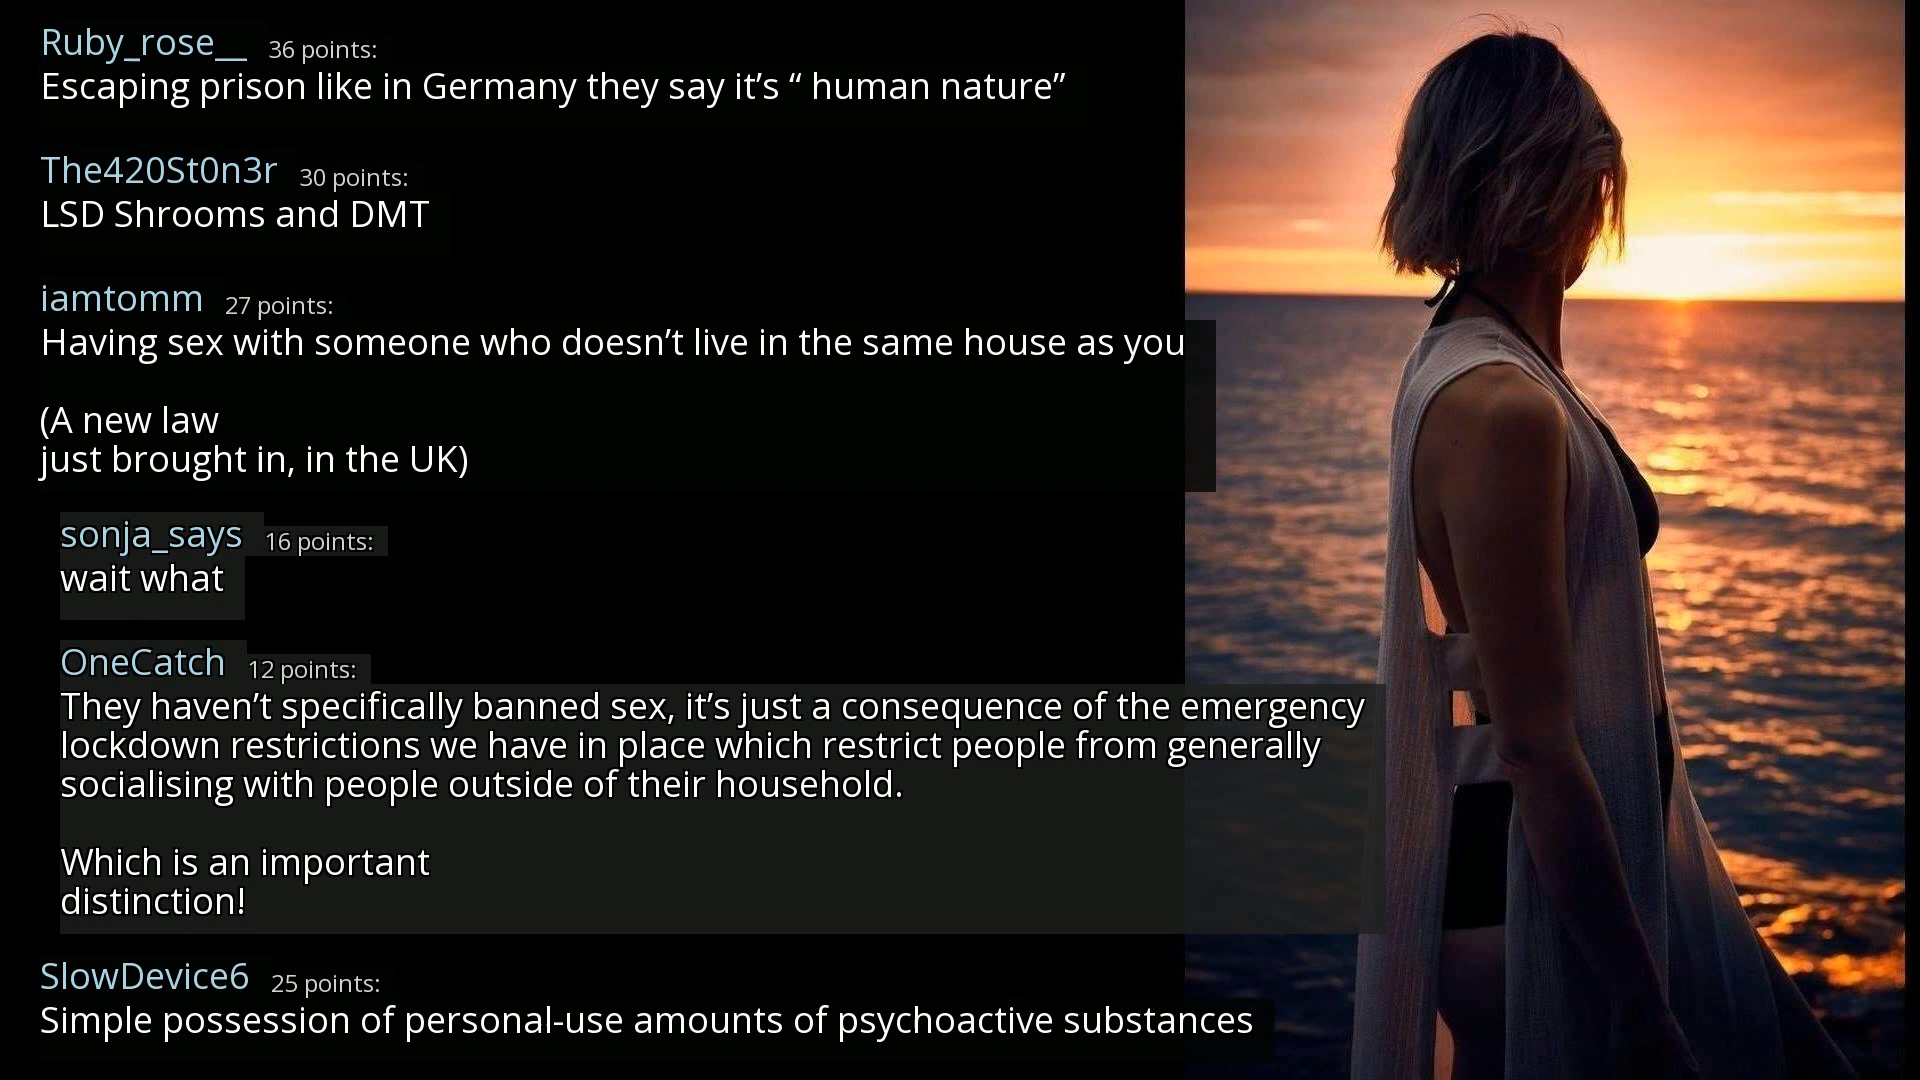 Ruby_rose__ 36 points:
Escaping prison like in Germany they say it’s “ human nature”
The420St0n3r 30 points:
LSD Shrooms and DMT
iamtomm 27 points:
Having sex with someone who doesn’t live in the same house as you
(A new law
just brought in, in the UK)
sonja_says 16 points:
wait what
OneCatch 12 points:
They haven’t specifically banned sex, it’s just a consequence of the emergency
lockdown restrictions we have in place which restrict people from generally
socialising with people outside of their household.
Which is an important
distinction!
SlowDevice6 25 points:
Simple possession of personal-use amounts of psychoactive substances